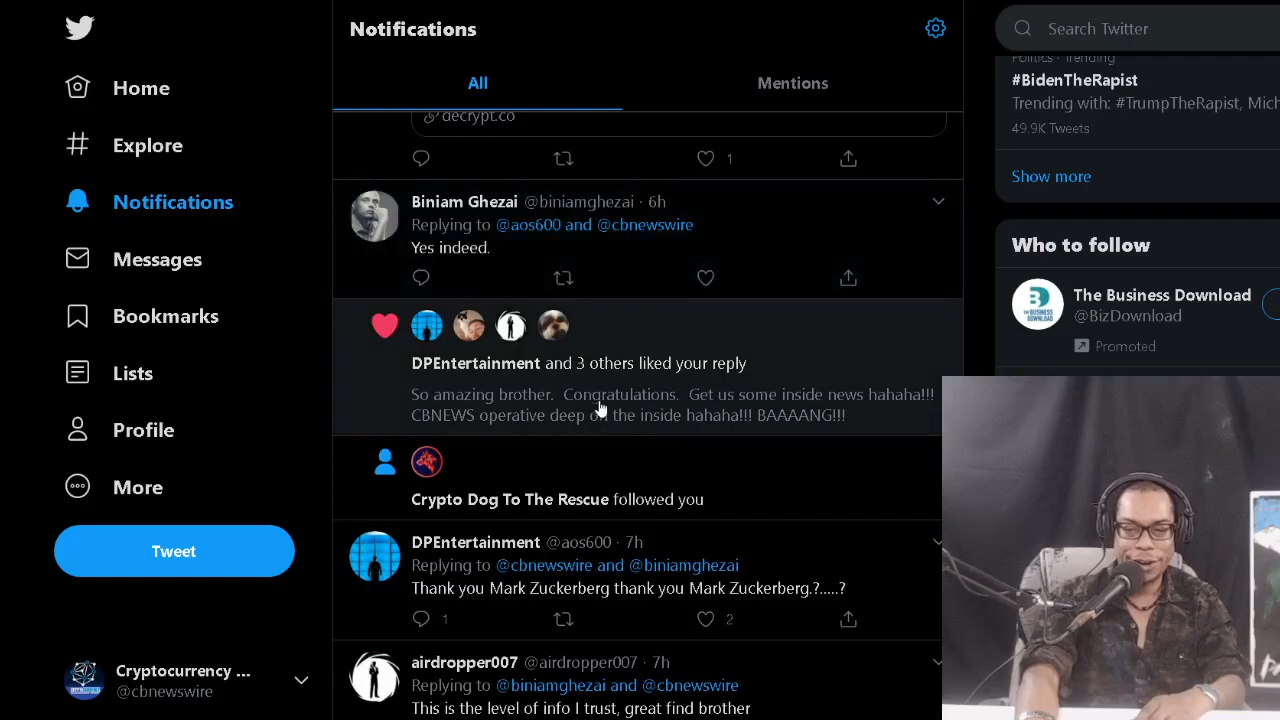 Home
Explore
Notifications
Messages
Bookmarks
Lists
Profile
More
Tweet
Cryptocurrency ...
@cbnewswire
Notifications
All
Mentions
decrypt.co
1
Biniam Ghezai @biniamghezai · 6h
Replying to @aos600 and @cbnewswire
Yes indeed.
DPEntertainment and 3 others liked your reply
So amazing brother. Congratulations. Get us some inside news hahaha!!!
CBNEWS operative deep on the inside hahaha!!! BAAAANG!!!
Crypto Dog To The Rescue followed you
DPEntertainment @aos600 · 7h
Replying to @cbnewswire and @biniamghezai
Thank you Mark Zuckerberg thank you Mark Zuckerberg.?.....?
1 2
airdropper007 @airdropper007 · 7h
Replying to @biniamghezai and @cbnewswire
This is the level of info I trust, great find brother
Search Twitter
Politics · Trending
#BidenTheRapist
Trending with: #TrumpTheRapist, Mich
49.9K Tweets
Show more
Who to follow
The Business Download
@BizDownload
Promoted